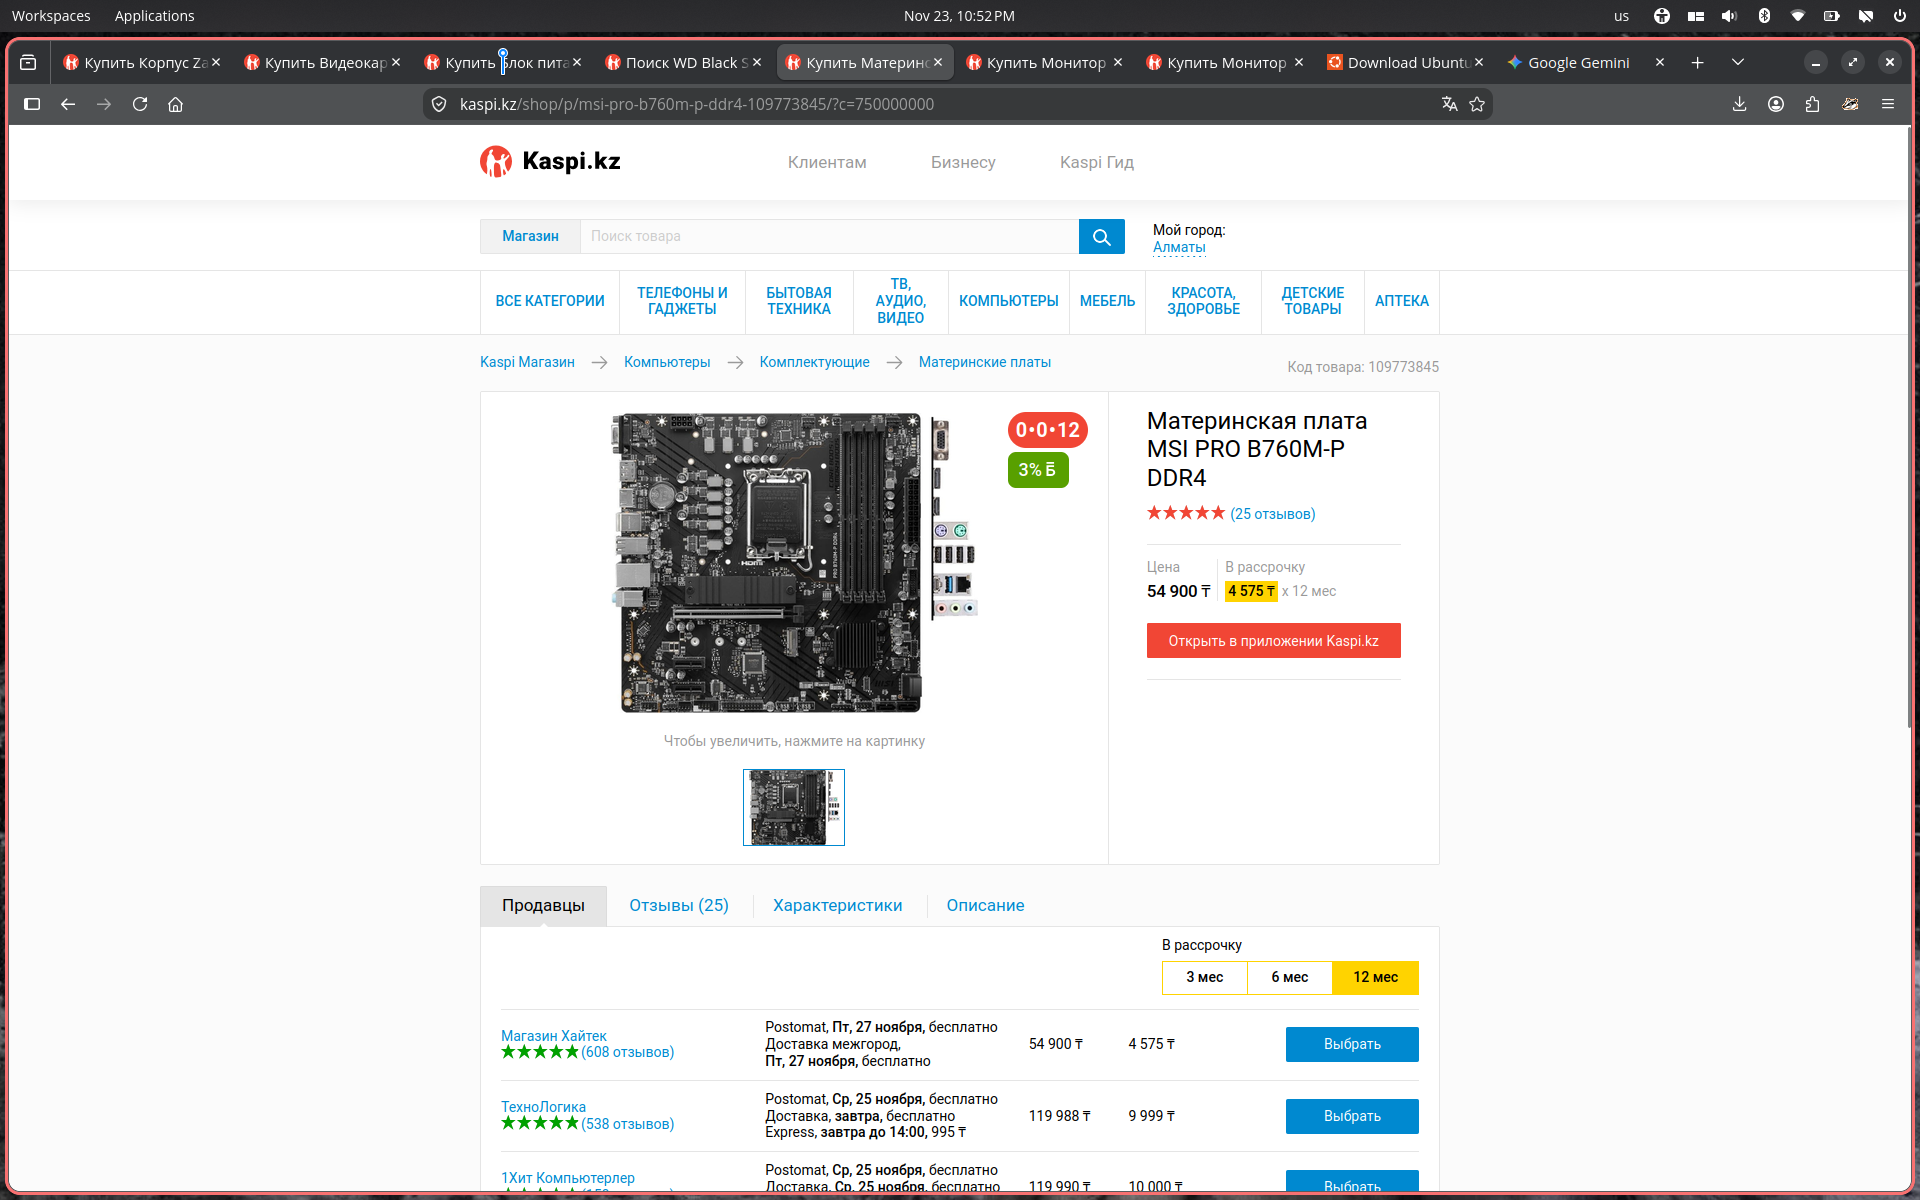 Workspaces Applications Nov 23, 10:52 PM us
Купить Корпус Za Купить Видеокар Купить Блок пита Поиск WD Black S Купить Материнс Купить Монитор Купить Монитор Download Ubuntu Google Gemini
kaspi.kz/shop/p/msi-pro-b760m-p-ddr4-109773845/?c=750000000
Kaspi.kz Клиентам Бизнесу Kaspi Гид
Магазин Поиск товара
Мой город:
Алматы
ВСЕ КАТЕГОРИИ
ТЕЛЕФОНЫ И
ГАДЖЕТЫ
БЫТОВАЯ
ТЕХНИКА
ТВ,
АУДИО,
ВИДЕО
КОМПЬЮТЕРЫ
МЕБЕЛЬ
КРАСОТА,
ЗДОРОВЬЕ
ДЕТСКИЕ
ТОВАРЫ
АПТЕКА
Kaspi Магазин Компьютеры Комплектующие Материнские платы
Код товара: 109773845
0·0·12
3% Б
Чтобы увеличить, нажмите на картинку
Материнская плата
MSI PRO B760M-P
DDR4
(25 отзывов)
Цена В рассрочку
54 900 ₸ 4 575 ₸ x 12 мес
Открыть в приложении Kaspi.kz
Продавцы Отзывы (25) Характеристики Описание
В рассрочку
3 мес 6 мес 12 мес
Магазин Хайтек
(608 отзывов)
Postomat, Пт, 27 ноября, бесплатно
Доставка межгород,
Пт, 27 ноября, бесплатно
54 900 ₸ 4 575 ₸ Выбрать
ТехноЛогика
(538 отзывов)
Postomat, Ср, 25 ноября, бесплатно
Доставка, завтра, бесплатно
Express, завтра до 14:00, 995 ₸
119 988 ₸ 9 999 ₸ Выбрать
1Хит Компьютерлер
Postomat, Ср, 25 ноября, бесплатно
Доставка, Ср, 25 ноября, бесплатно
119 990 ₸ 10 000 ₸ Выбрать